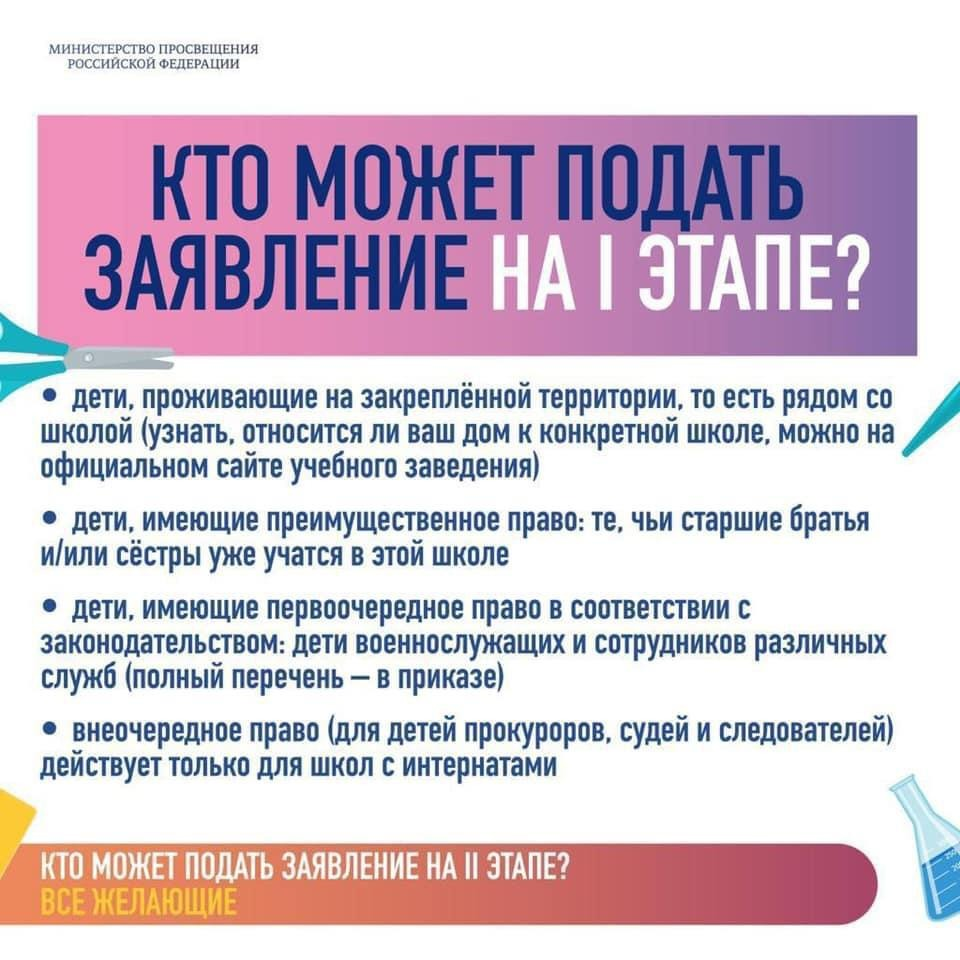 МИНИСТЕРСТВО ПРОСВЕЩЕНИЯ
РОССИЙСКОЙ ФЕДЕРАЦИИ
КТО МОЖЕТ ПОДАТЬ
ЗАЯВЛЕНИЕ НА I ЭТАПЕ?
• дети, проживающие на закреплённой территории, то есть рядом со
школой (узнать, относится ли ваш дом к конкретной школе, можно на
официальном сайте учебного заведения)
• дети, имеющие преимущественное право: те, чьи старшие братья
и/или сёстры уже учатся в этой школе
• дети, имеющие первоочередное право в соответствии с
законодательством: дети военнослужащих и сотрудников различных
служб (полный перечень – в приказе)
• внеочередное право (для детей прокуроров, судей и следователей)
действует только для школ с интернатами
КТО МОЖЕТ ПОДАТЬ ЗАЯВЛЕНИЕ НА II ЭТАПЕ?
ВСЕ ЖЕЛАЮЩИЕ